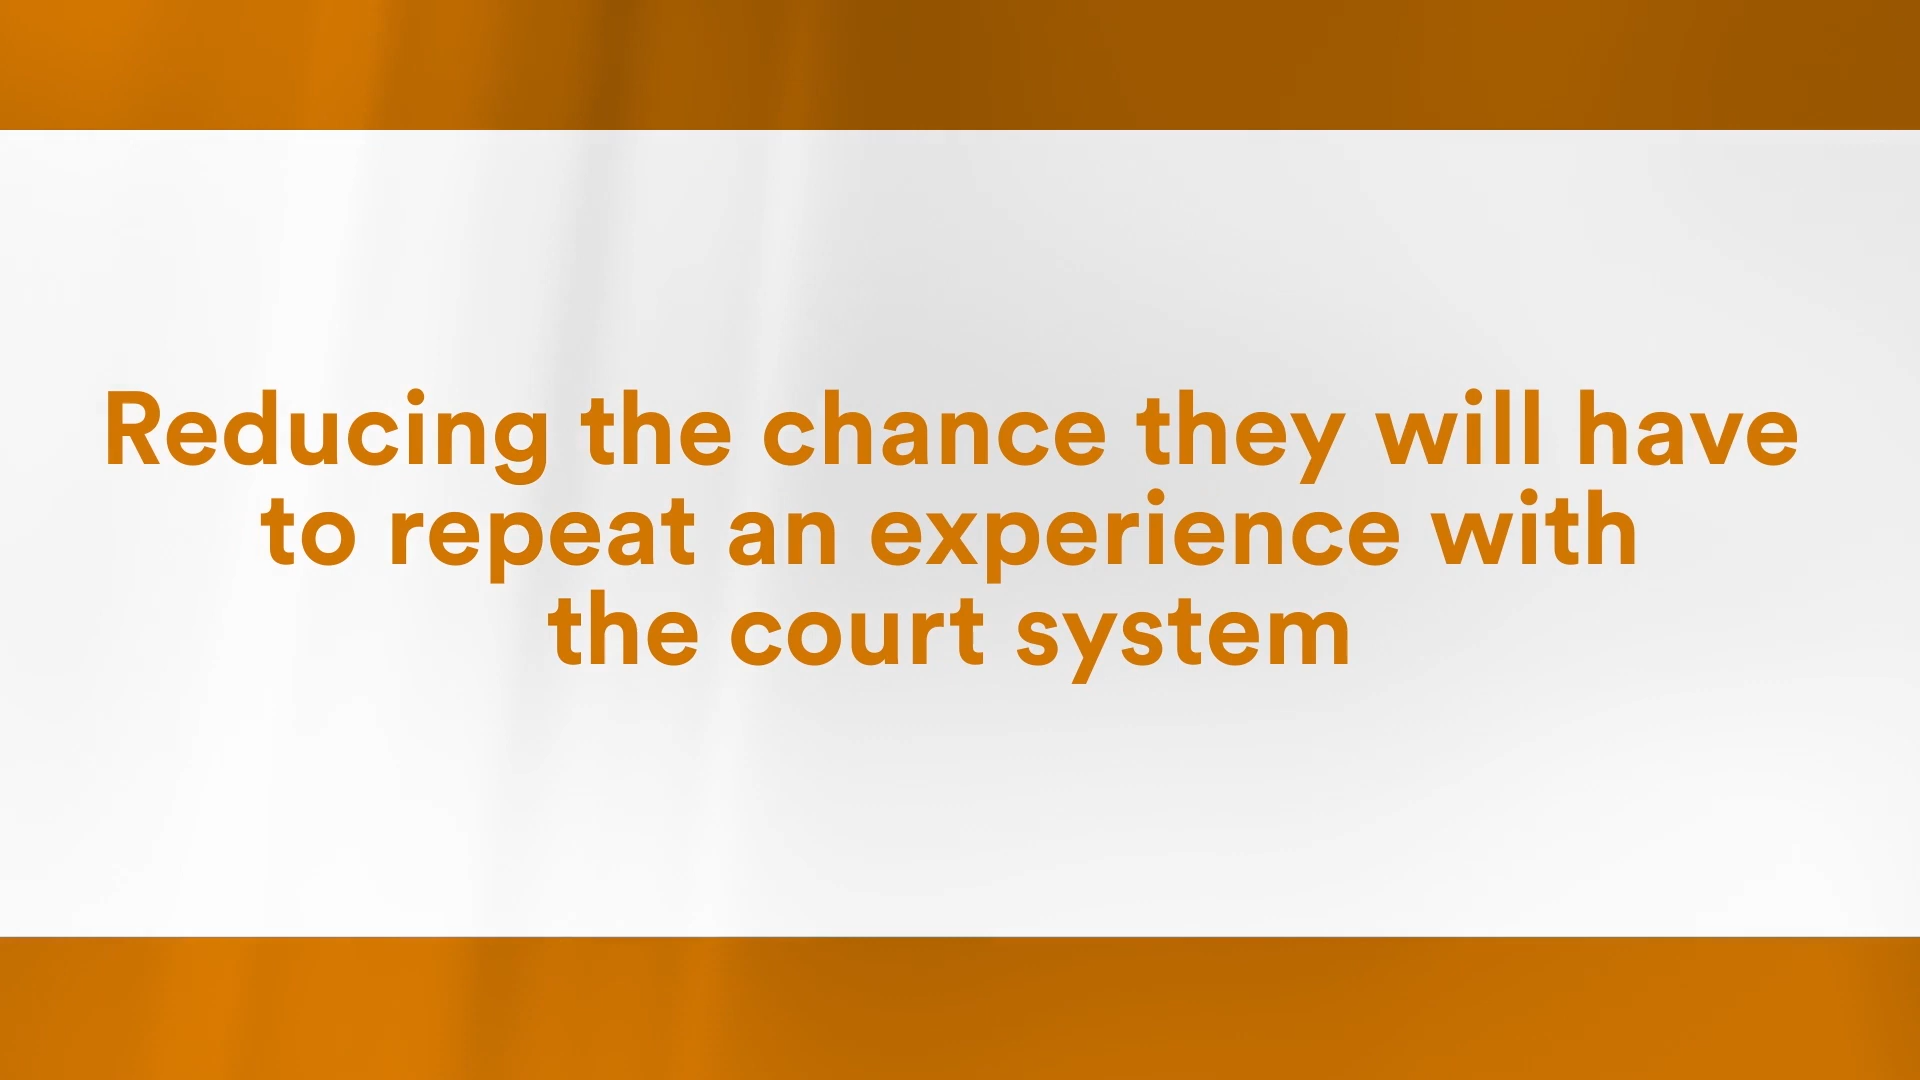 Reducing the chance they will have
to repeat an experience with
the court system